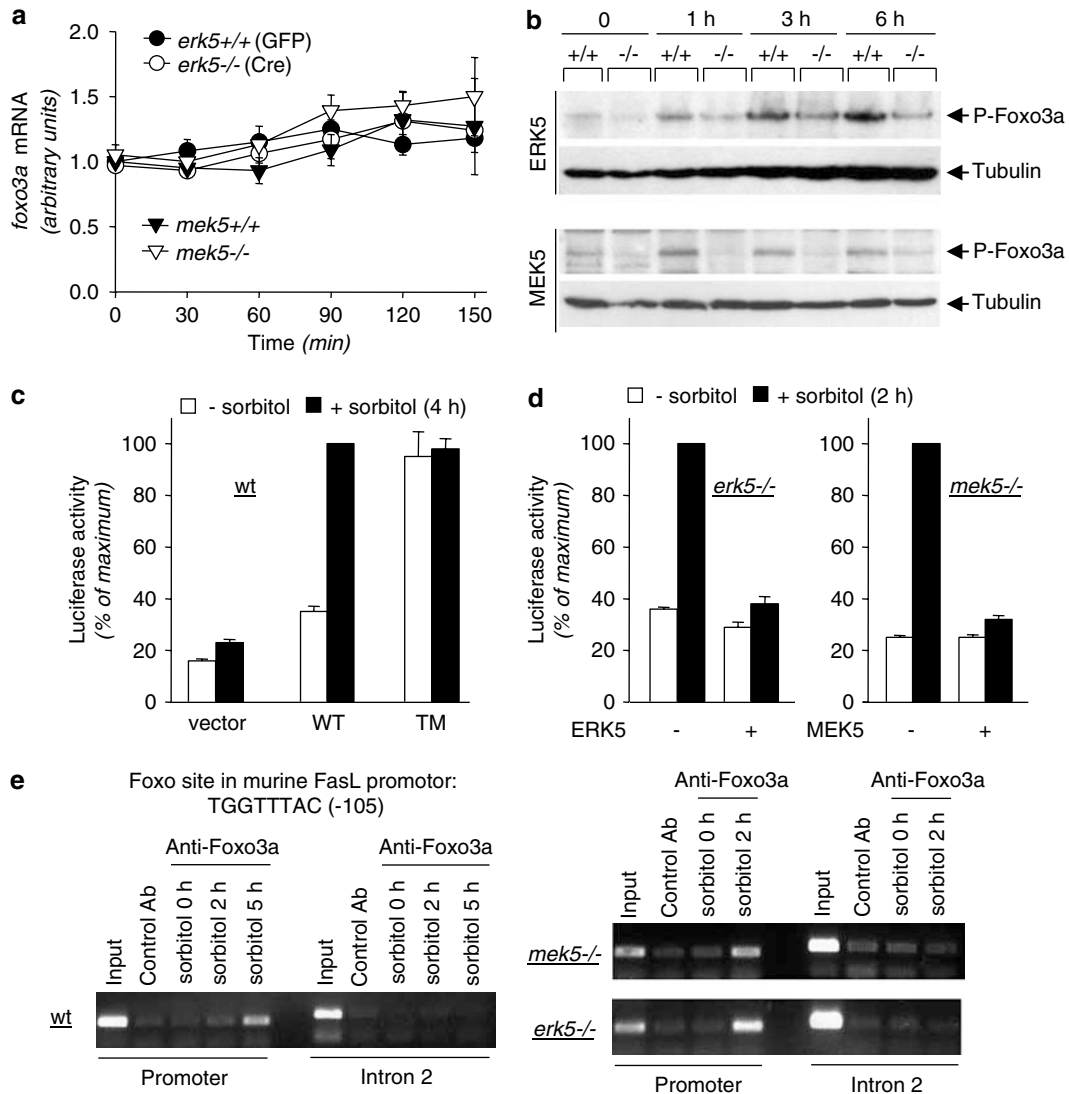 a
foxo3a mRNA
(arbitrary units)
2.0
1.5
1.0
1.5
0.0
erk5+/+ (GFP)
erk5-/- (Cre)
mek5+/+
mek5-/-
0 30 60 90 120 150
Time (min)
b
0 1 h 3 h 6 h
+/+ -/- +/+ -/- +/+ -/- +/+ -/-
ERK5
P-Foxo3a
Tubulin
MEK5
P-Foxo3a
Tubulin
c
- sorbitol + sorbitol (4 h)
Luciferase activity
(% of maximum)
100
80
60
40
20
0
wt
vector WT TM
d
- sorbitol + sorbitol (2 h)
Luciferase activity
(% of maximum)
100
80
60
40
20
0
erk5-/-
ERK5 - +
100
80
60
40
20
0
mek5-/-
MEK5 - +
e
Foxo site in murine FasL promotor:
TGGTTTAC (-105)
Anti-Foxo3a Anti-Foxo3a
Input
Control Ab
sorbitol 0 h
sorbitol 2 h
sorbitol 5 h
Input
Control Ab
sorbitol 0 h
sorbitol 2 h
sorbitol 5 h
wt
Promoter Intron 2
Anti-Foxo3a Anti-Foxo3a
Input
Control Ab
sorbitol 0 h
sorbitol 2 h
Input
Control Ab
sorbitol 0 h
sorbitol 2 h
mek5-/-
erk5-/-
Promoter Intron 2